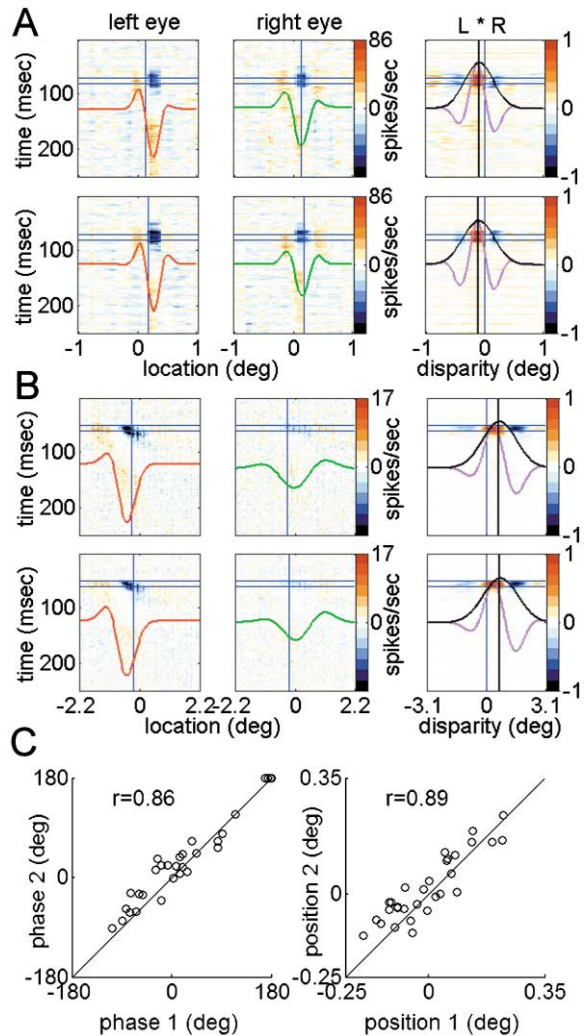 A
left eye
right eye
L * R
time (msec)
100
200
86
0
spikes/sec
1
0
-1
time (msec)
100
200
86
0
spikes/sec
1
0
-1
-1 0 1
-1 0 1
-1 0 1
location (deg)
disparity (deg)
B
time (msec)
100
200
17
0
spikes/sec
1
0
-1
time (msec)
100
200
17
0
spikes/sec
1
0
-1
-2.2 0 2.2
-2.2 0 2.2
-3.1 0 3.1
location (deg)
disparity (deg)
C
180
r=0.86
phase 2 (deg)
0
-180
-180 0 180
phase 1 (deg)
0.35
r=0.89
position 2 (deg)
0
-0.25
-0.25 0 0.35
position 1 (deg)